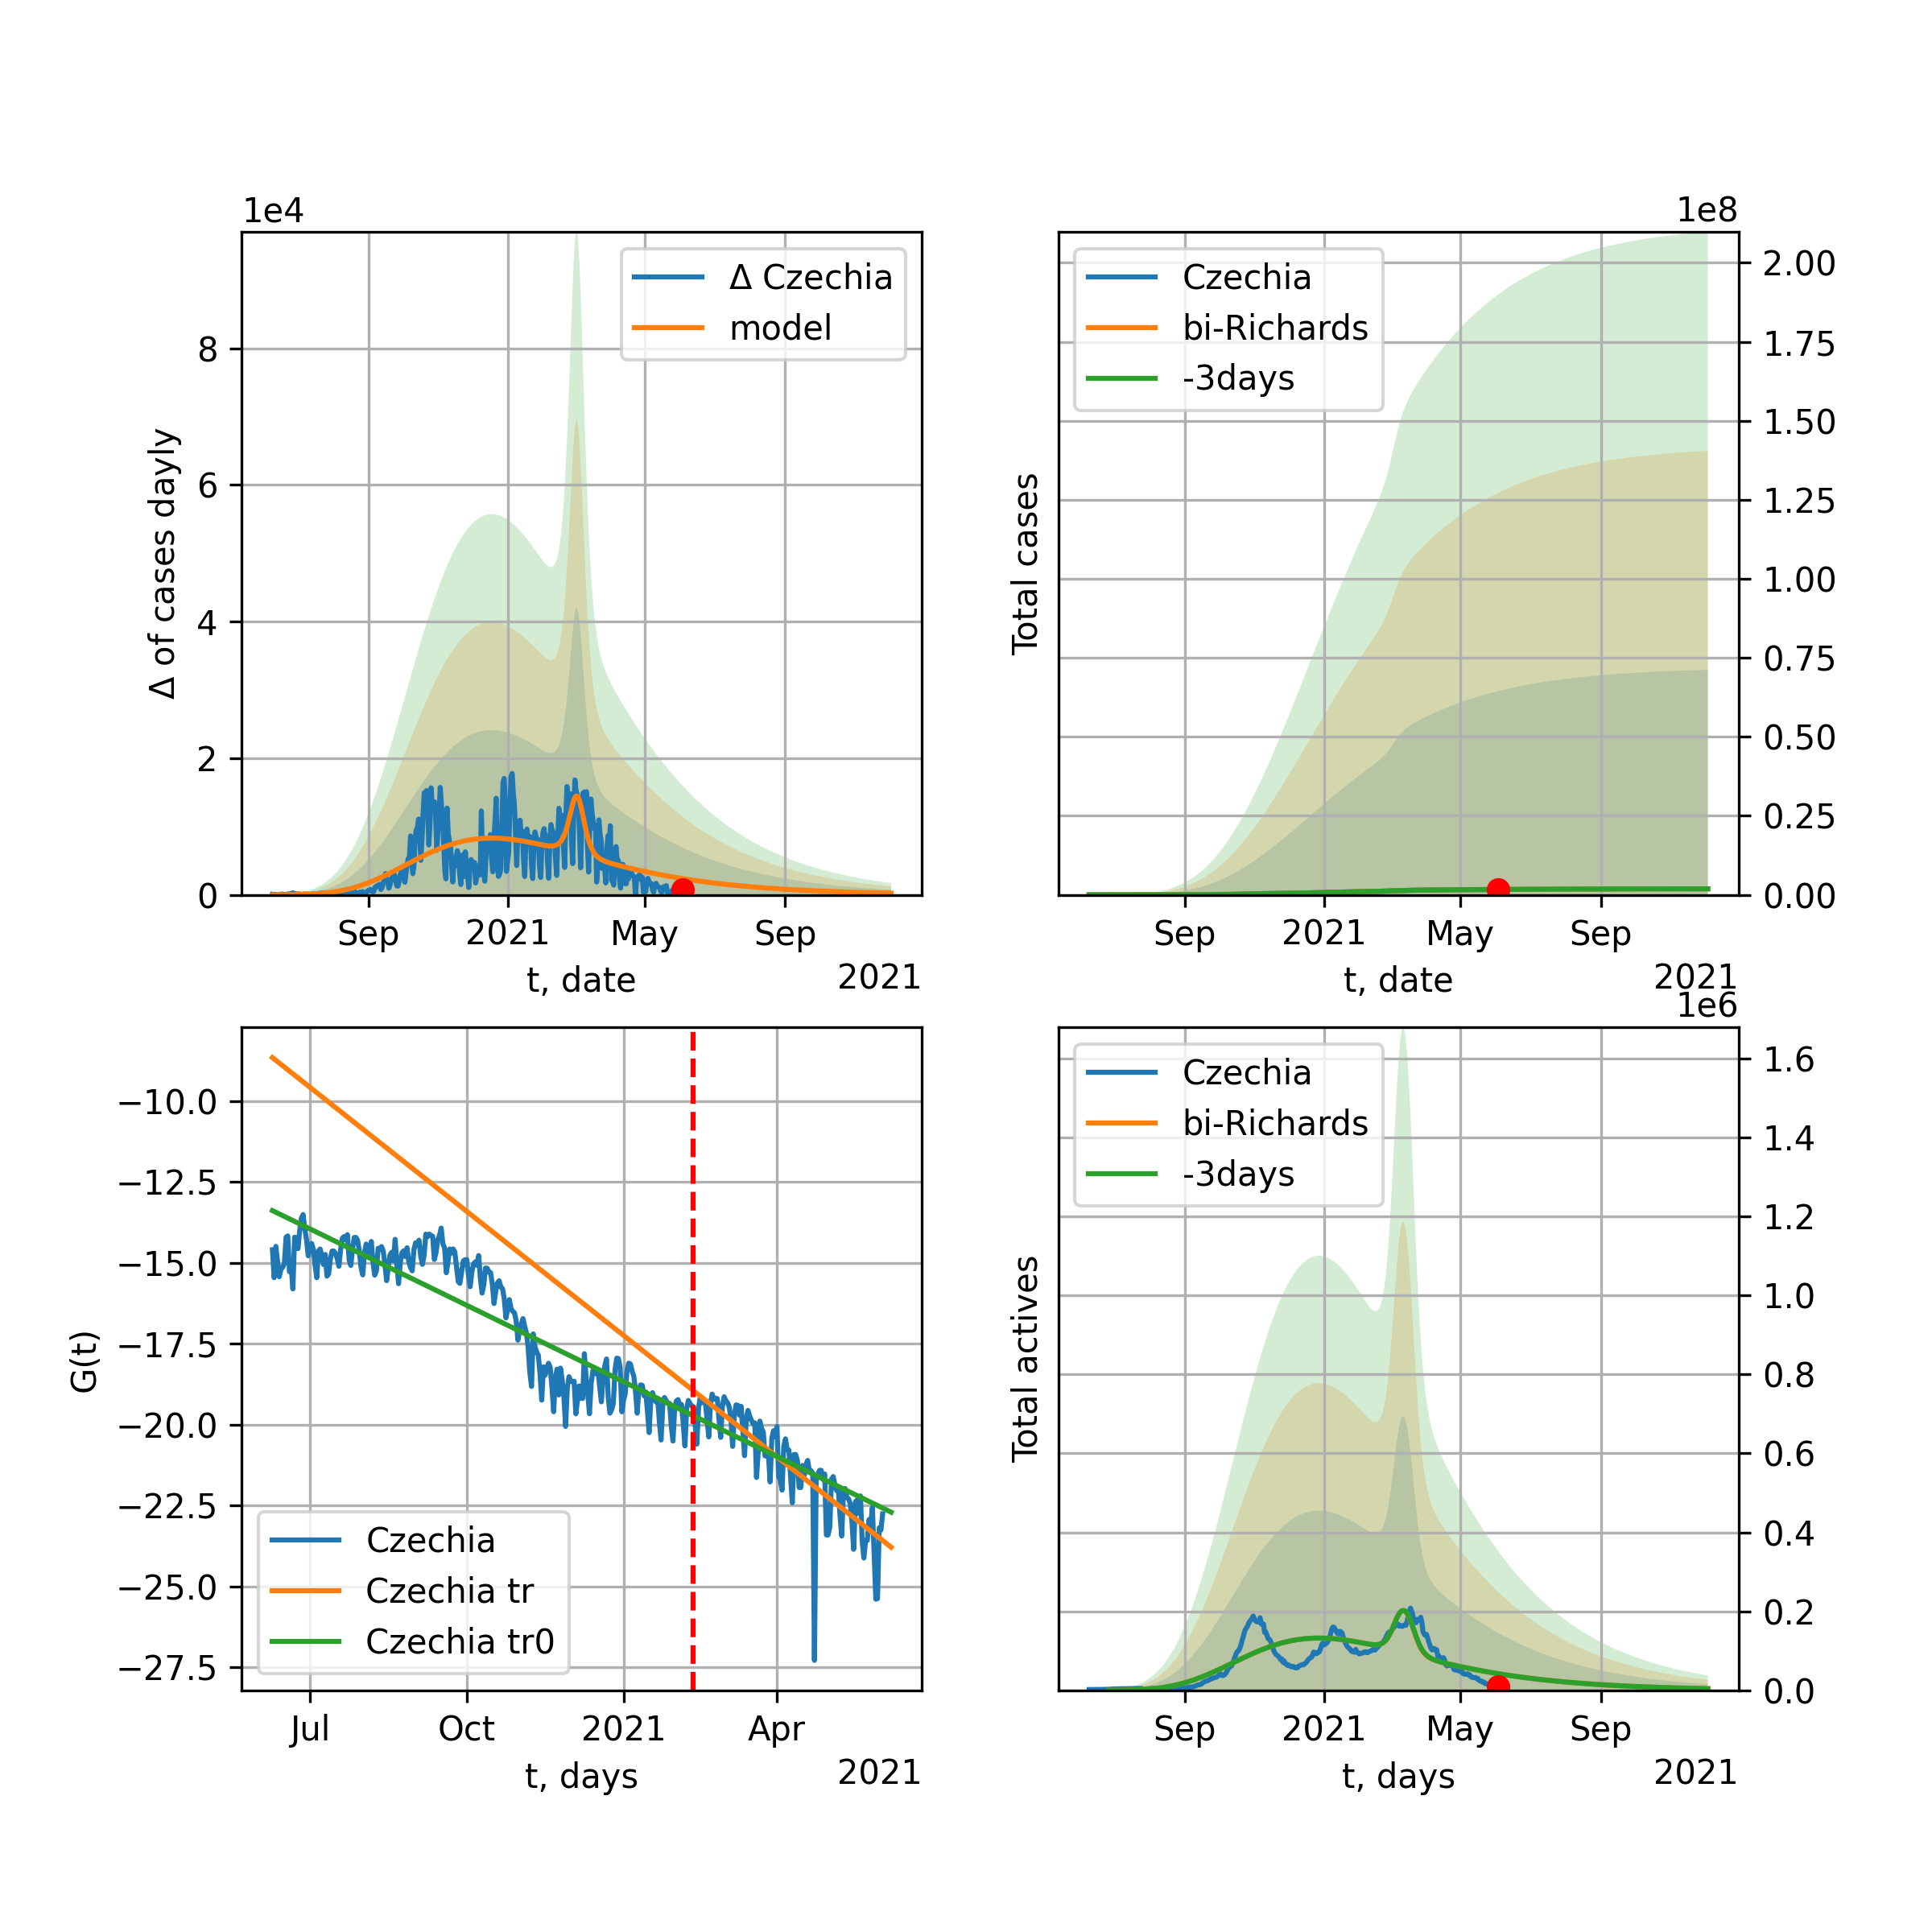 1e4
Δ of cases dayly
8
6
4
2
0
Δ Czechia
model
Sep 2021 May Sep
t, date
2021
1e8
Total cases
Czechia
bi-Richards
-3days
2.00
1.75
1.50
1.25
1.00
0.75
0.50
0.25
0.00
Sep 2021 May Sep
t, date
2021
G(t)
−10.0
−12.5
−15.0
−17.5
−20.0
−22.5
−25.0
−27.5
Czechia
Czechia tr
Czechia tr0
Jul Oct 2021 Apr
t, days
2021
1e6
Total actives
Czechia
bi-Richards
-3days
1.6
1.4
1.2
1.0
0.8
0.6
0.4
0.2
0.0
Sep 2021 May Sep
t, days
2021